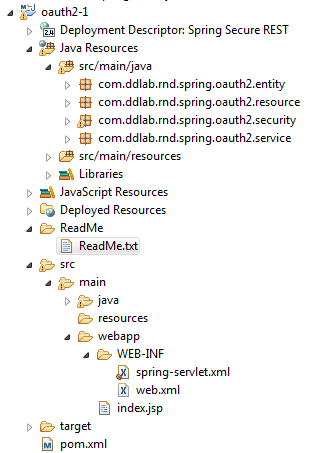 oauth2-1
Deployment Descriptor: Spring Secure REST
Java Resources
src/main/java
com.ddlab.rnd.spring.oauth2.entity
com.ddlab.rnd.spring.oauth2.resource
com.ddlab.rnd.spring.oauth2.security
com.ddlab.rnd.spring.oauth2.service
src/main/resources
Libraries
JavaScript Resources
Deployed Resources
ReadMe
ReadMe.txt
src
main
java
resources
webapp
WEB-INF
spring-servlet.xml
web.xml
index.jsp
target
pom.xml